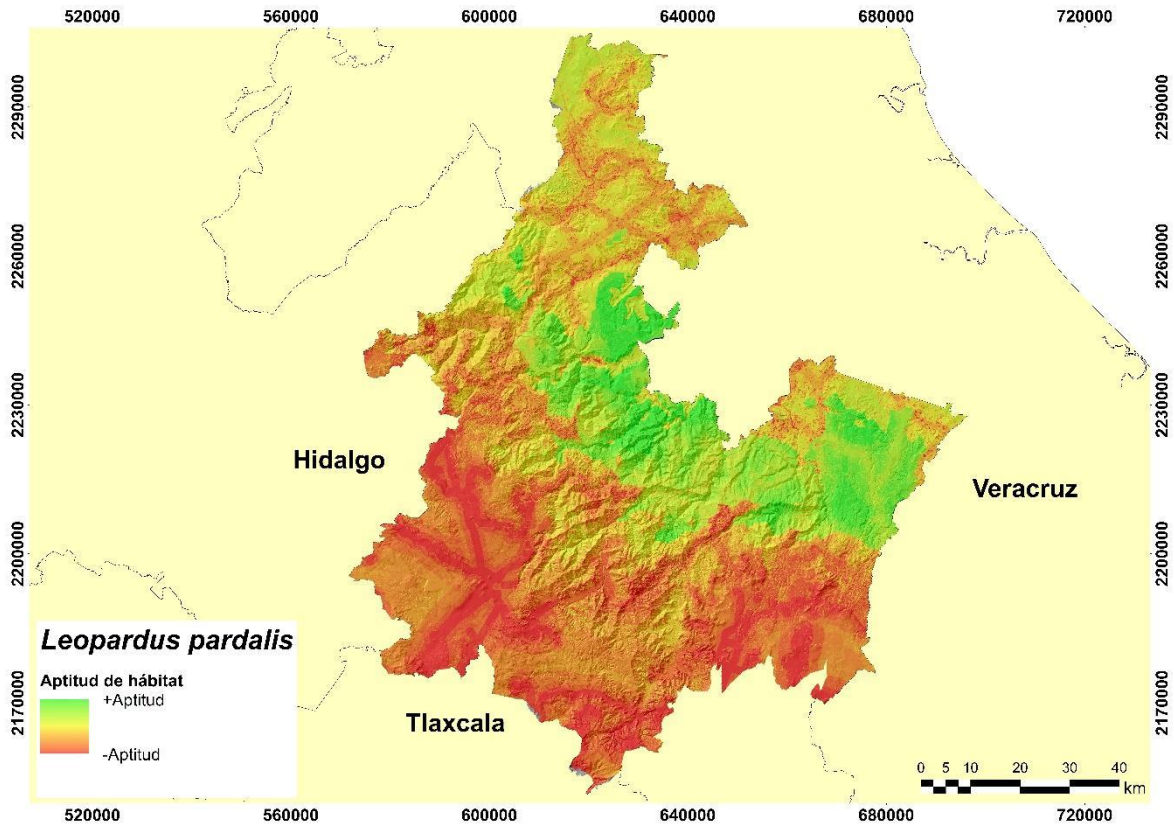 520000 560000 600000 640000 680000 720000
2290000 2290000
2260000 2260000
2230000 2230000
Hidalgo
Veracruz
2200000 2200000
Leopardus pardalis
Aptitud de hábitat
+Aptitud
-Aptitud
2170000 2170000
Tlaxcala
0 5 10 20 30 40
km
520000 560000 600000 640000 680000 720000